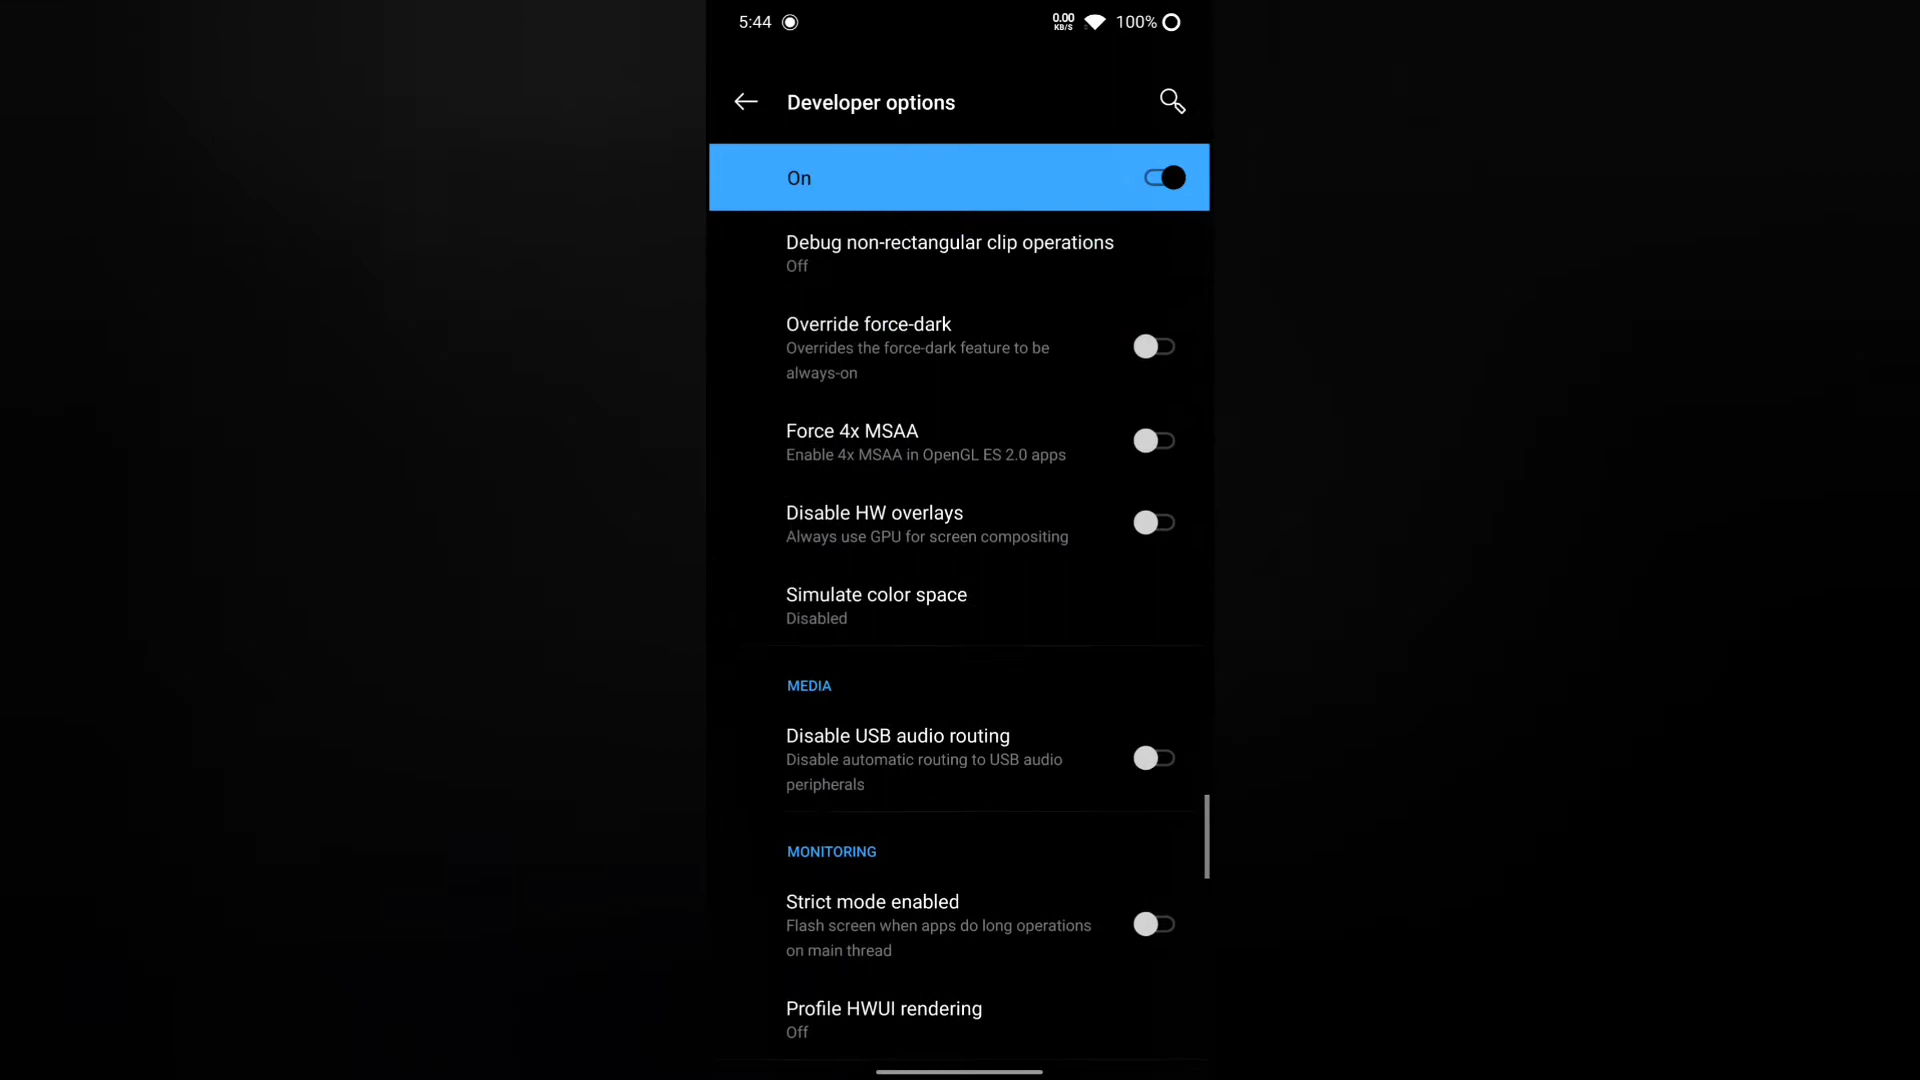 5:44
0.00
KB/S
100%
Developer options
On
Debug non-rectangular clip operations
Off
Override force-dark
Overrides the force-dark feature to be
always-on
Force 4x MSAA
Enable 4x MSAA in OpenGL ES 2.0 apps
Disable HW overlays
Always use GPU for screen compositing
Simulate color space
Disabled
MEDIA
Disable USB audio routing
Disable automatic routing to USB audio
peripherals
MONITORING
Strict mode enabled
Flash screen when apps do long operations
on main thread
Profile HWUI rendering
Off